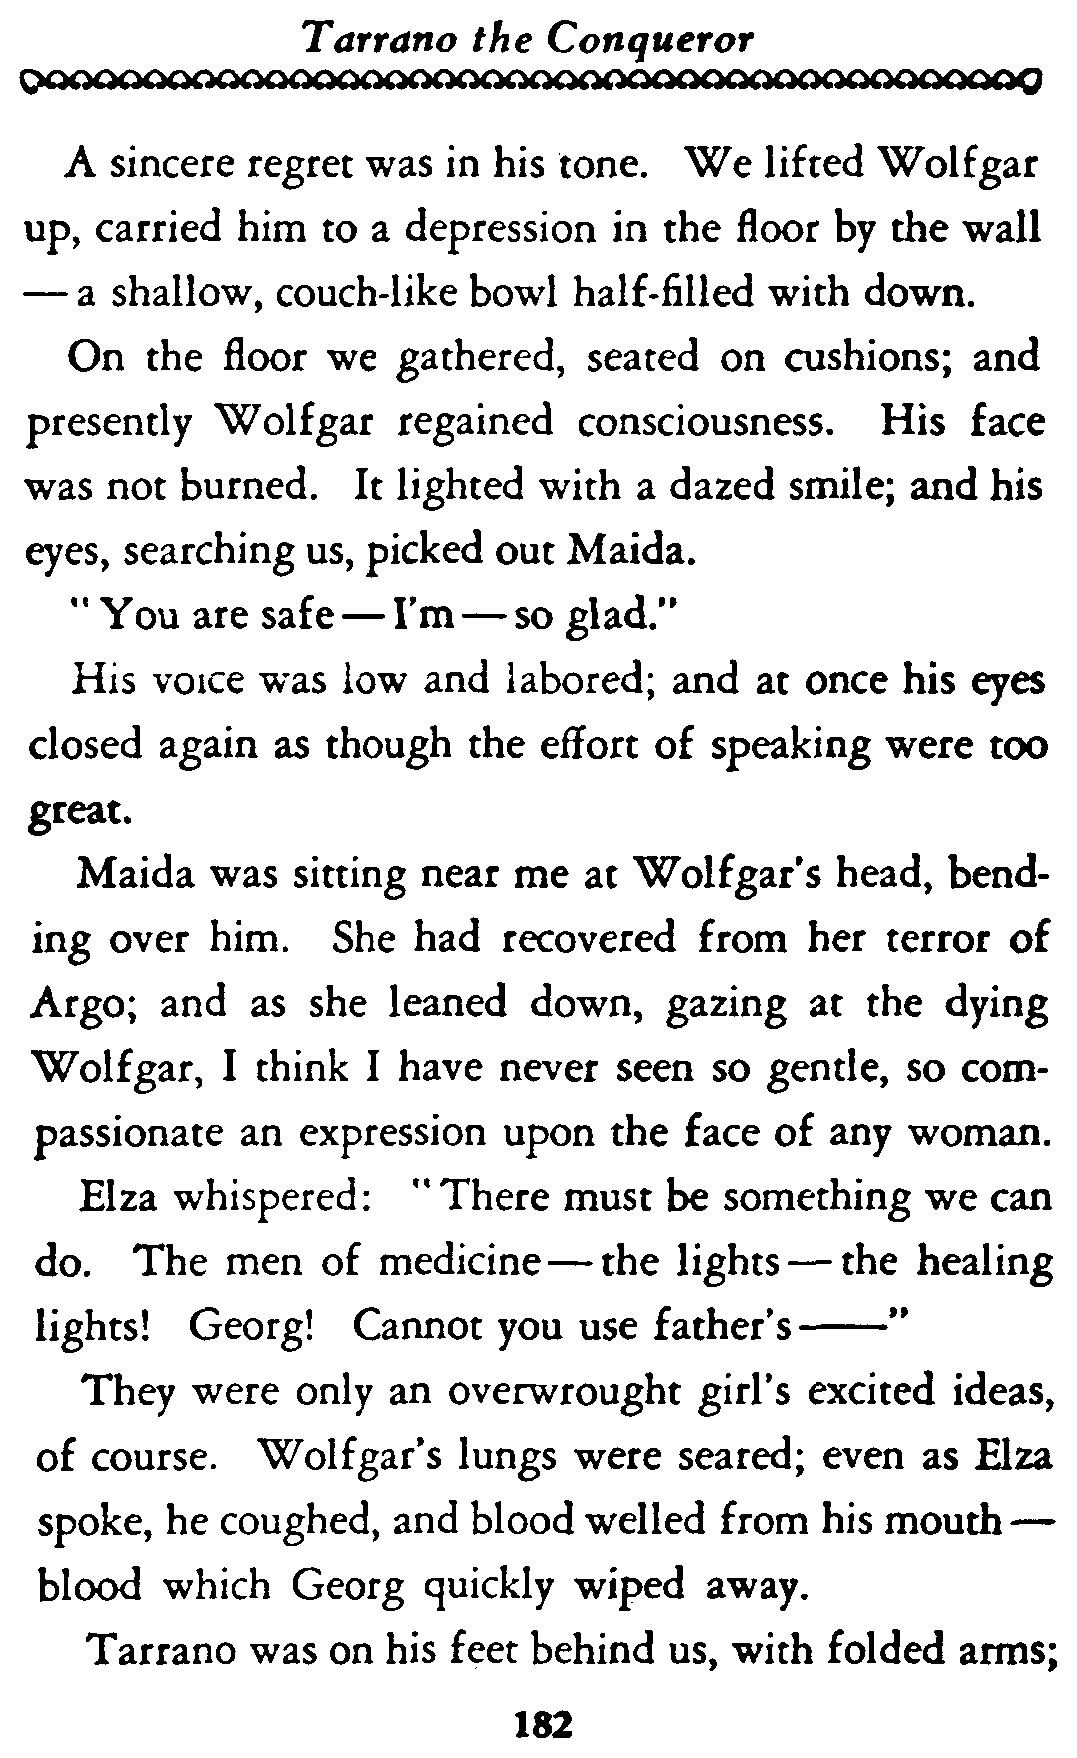 Tarrano the Conqueror
A sincere regret was in his tone. We lifted Wolfgar
up, carried him to a depression in the floor by the wall
— a shallow, couch-like bowl half-filled with down.
On the floor we gathered, seated on cushions; and
presently Wolfgar regained consciousness. His face
was not burned. It lighted with a dazed smile; and his
eyes, searching us, picked out Maida.
"You are safe — I'm — so glad."
His voice was low and labored; and at once his eyes
closed again as though the effort of speaking were too
great.
Maida was sitting near me at Wolfgar's head, bend-
ing over him. She had recovered from her terror of
Argo; and as she leaned down, gazing at the dying
Wolfgar, I think I have never seen so gentle, so com-
passionate an expression upon the face of any woman.
Elza whispered: "There must be something we can
do. The men of medicine — the lights — the healing
lights! Georg! Cannot you use father's ——"
They were only an overwrought girl's excited ideas,
of course. Wolfgar's lungs were seared; even as Elza
spoke, he coughed, and blood welled from his mouth —
blood which Georg quickly wiped away.
Tarrano was on his feet behind us, with folded arms;
182